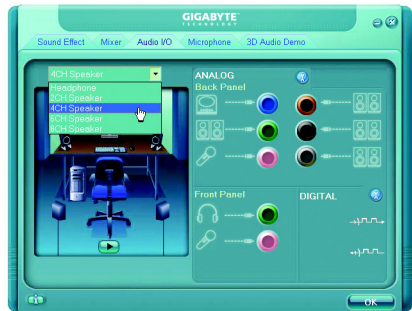 GIGABYTE
TECHNOLOGY
Sound Effect Mixer Audio I/O Microphone 3D Audio Demo
4CH Speaker
Headphone
2CH Speaker
4CH Speaker
6CH Speaker
8CH Speaker
ANALOG
Back Panel
Front Panel
DIGITAL
OK